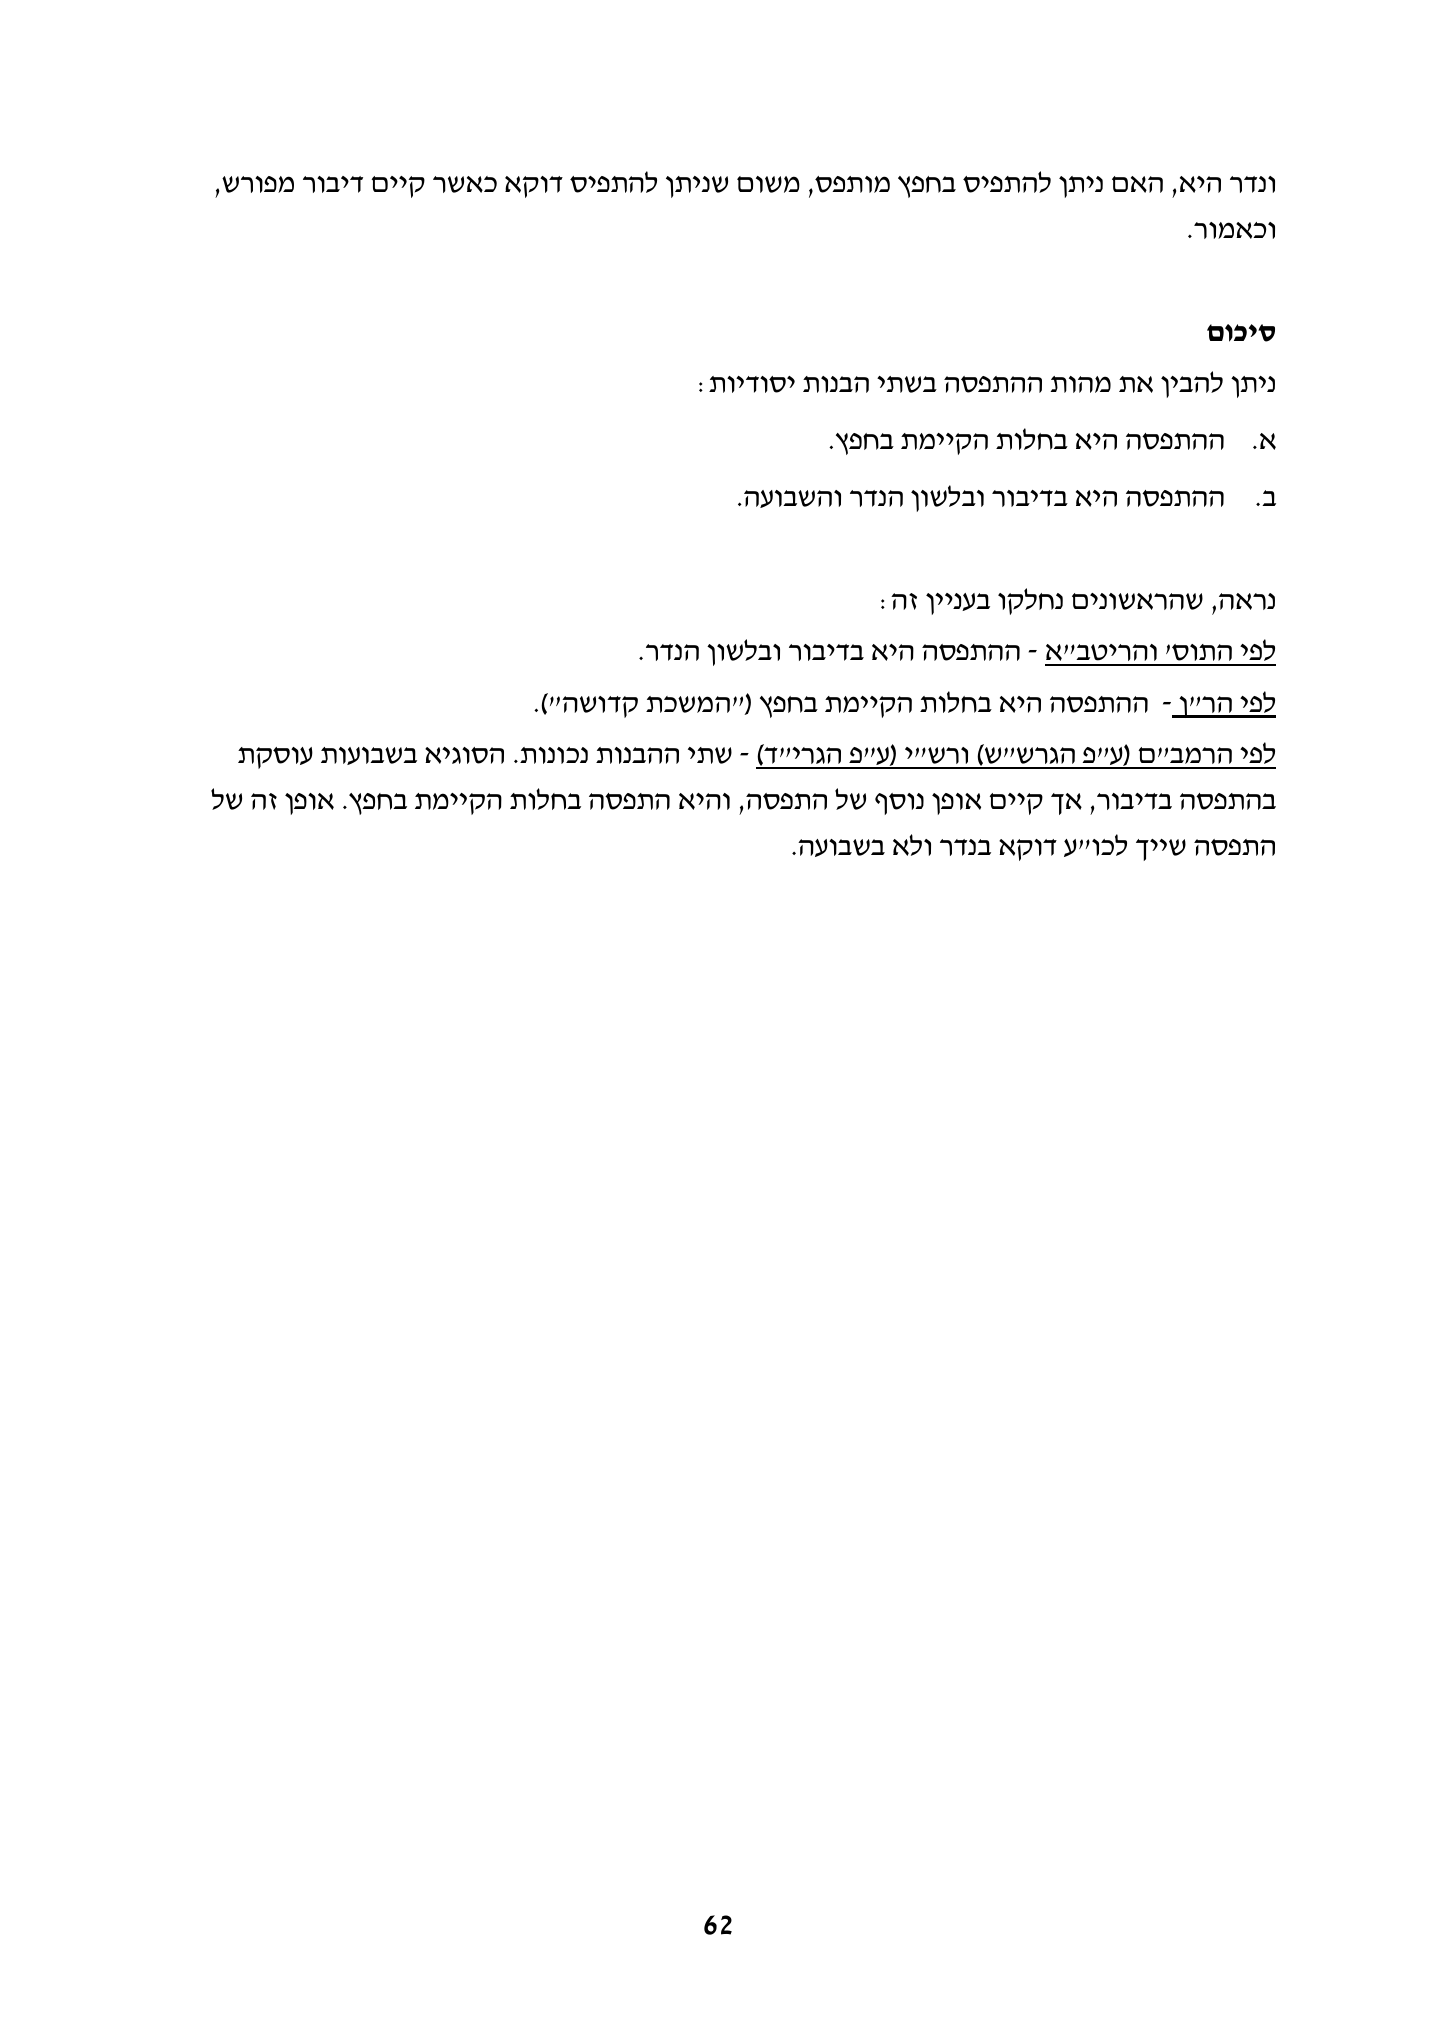 ונדר היא, האם ניתן להתפיס בחפץ מותפס, משום שניתן להתפיס דוקא כאשר קיים דיבור מפורש,
וכאמור.
סיכום
ניתן להבין את מהות ההתפסה בשתי הבנות יסודיות:
א. ההתפסה היא בחלות הקיימת בחפץ.
ב. ההתפסה היא בדיבור ובלשון הנדר והשבועה.
נראה, שהראשונים נחלקו בעניין זה:
לפי התוס' והריטב"א - ההתפסה היא בדיבור ובלשון הנדר.
לפי הר"ן - ההתפסה היא בחלות הקיימת בחפץ ("המשכת קדושה").
לפי הרמב"ם (ע"פ הגרש"ש) ורש"י (ע"פ הגרי"ד) - שתי ההבנות נכונות. הסוגיא בשבועות עוסקת
בהתפסה בדיבור, אך קיים אופן נוסף של התפסה, והיא התפסה בחלות הקיימת בחפץ. אופן זה של
התפסה שייך לכו"ע דוקא בנדר ולא בשבועה.
62